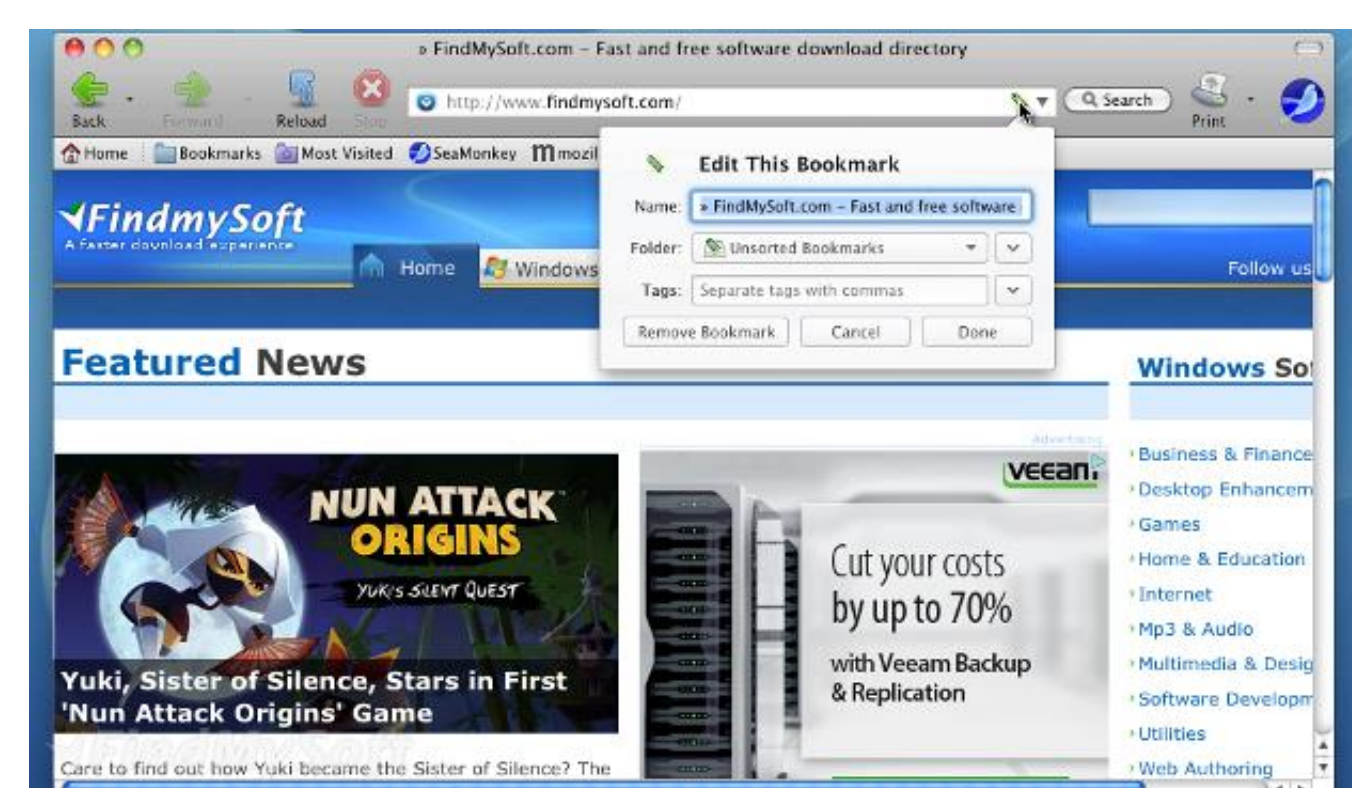 » FindMySoft.com – Fast and free software download directory
http://www.findmysoft.com/
Search
Back
Forward
Reload
Stop
Print
Home
Bookmarks
Most Visited
SeaMonkey
m mozil
Edit This Bookmark
Name: » FindMySoft.com – Fast and free software
Folder: Unsorted Bookmarks
Tags: Separate tags with commas
Remove Bookmark
Cancel
Done
FindmySoft
A faster download experience
Home
Windows
Follow us
Featured News
Windows Sof
Advertising
veeam
NUN ATTACK
ORIGINS
YUKI'S SILENT QUEST
Cut your costs
by up to 70%
with Veeam Backup
& Replication
Yuki, Sister of Silence, Stars in First
'Nun Attack Origins' Game
FindMySoft
Care to find out how Yuki became the Sister of Silence? The
Business & Finance
Desktop Enhancem
Games
Home & Education
Internet
Mp3 & Audio
Multimedia & Desig
Software Developm
Utilities
Web Authoring